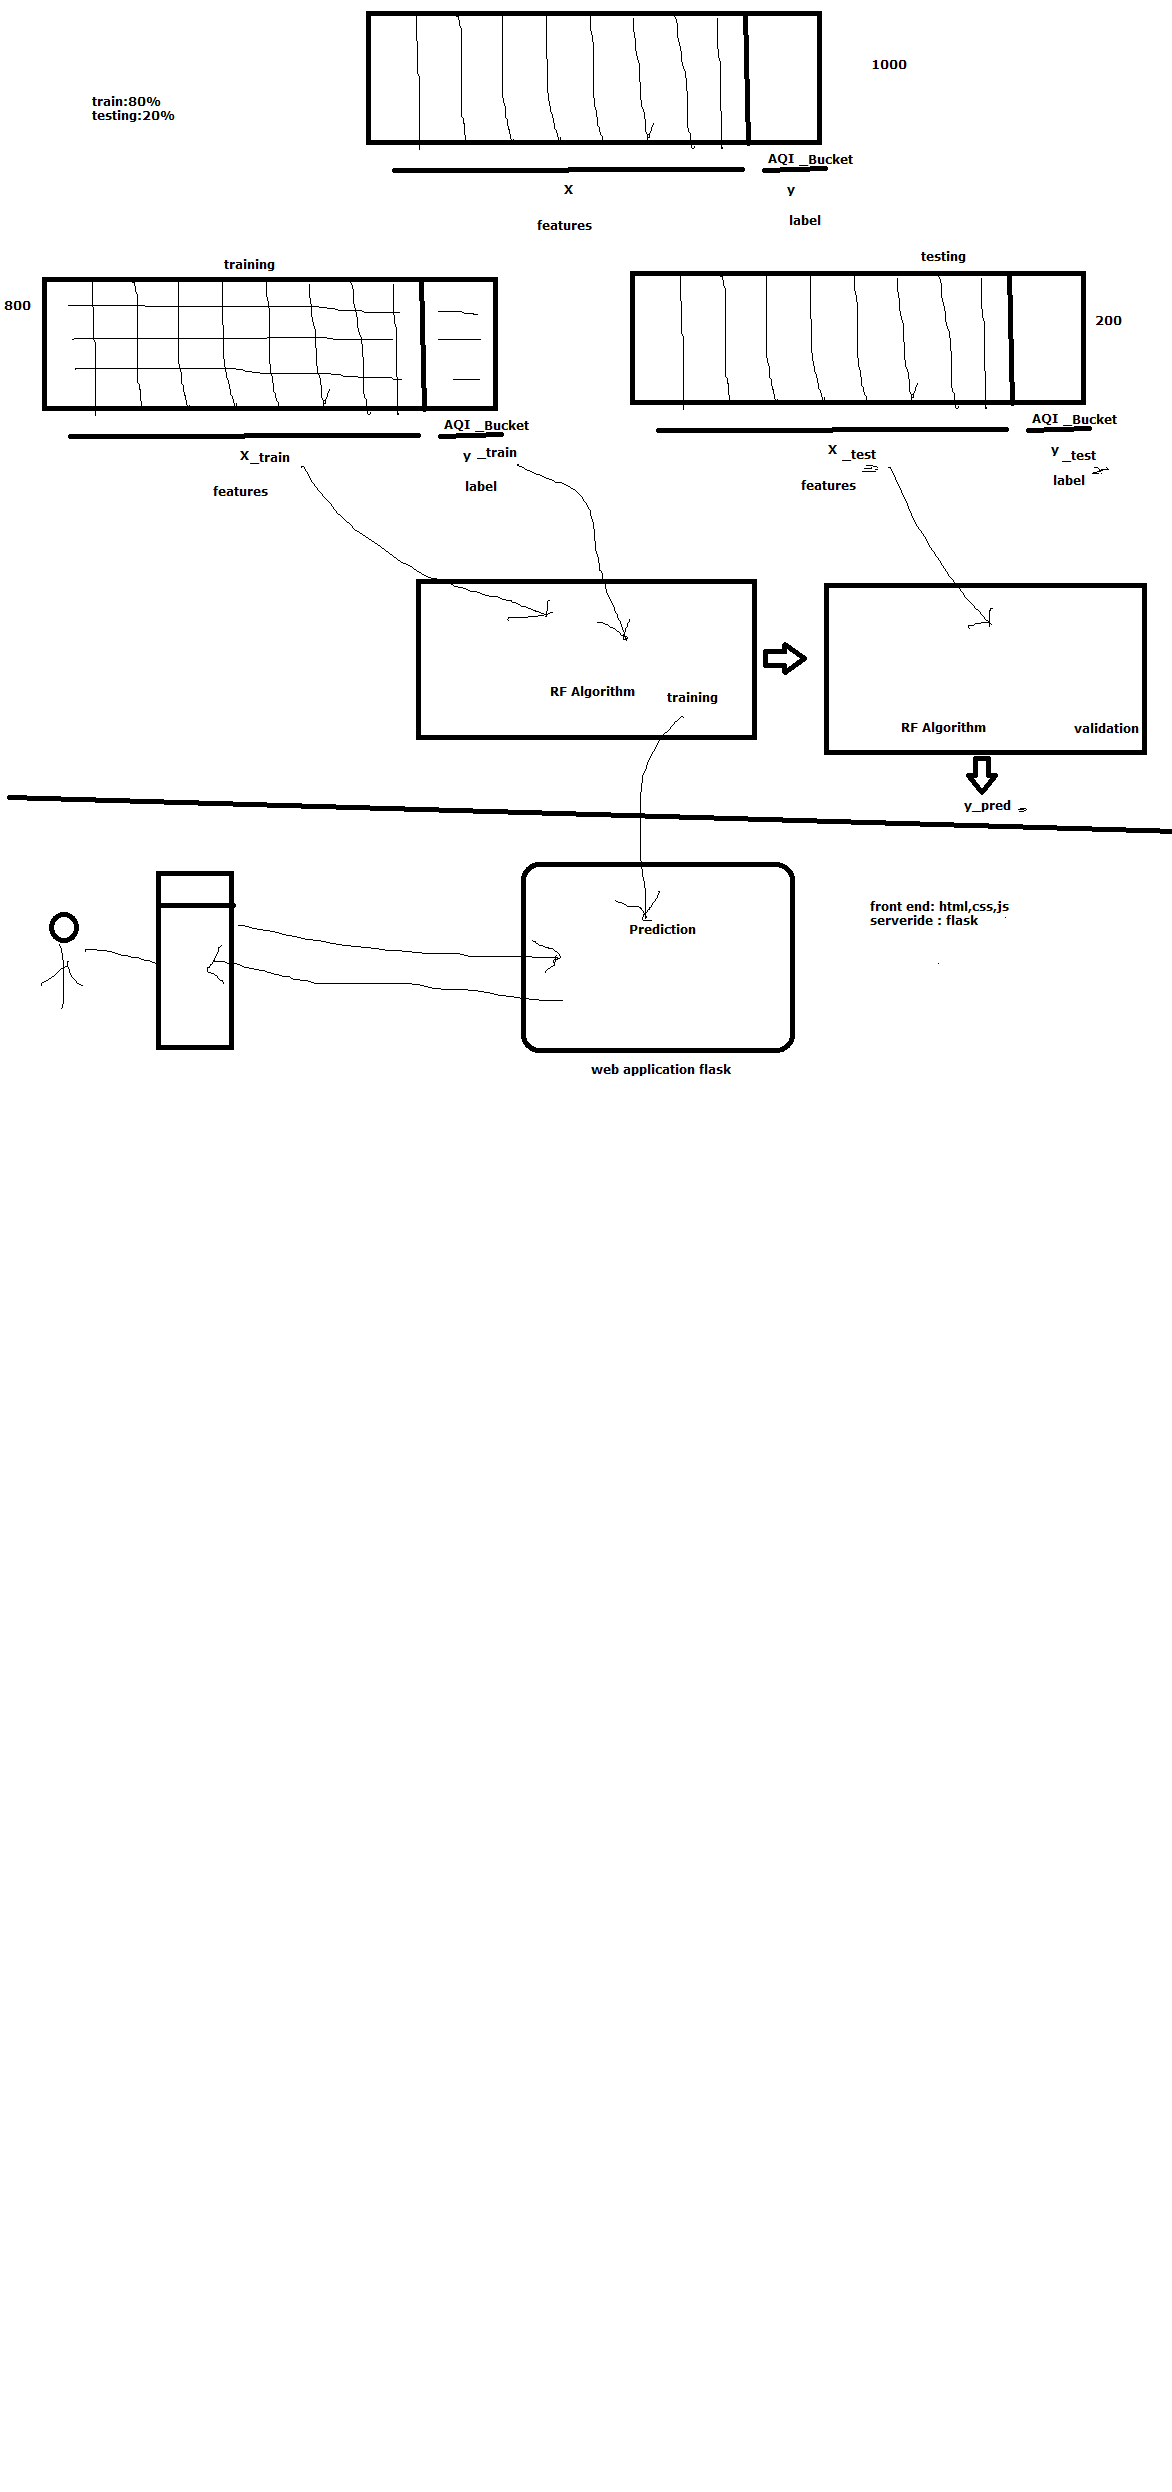 1000
train:80%
testing:20%
AQI _Bucket
X
y
features
label
training
testing
800
200
AQI _Bucket
AQI _Bucket
X _train
y _train
X _test
y _test
features
label
features
label
RF Algorithm
training
RF Algorithm
validation
y_pred
front end: html,css,js
serveride : flask
Prediction
web application flask